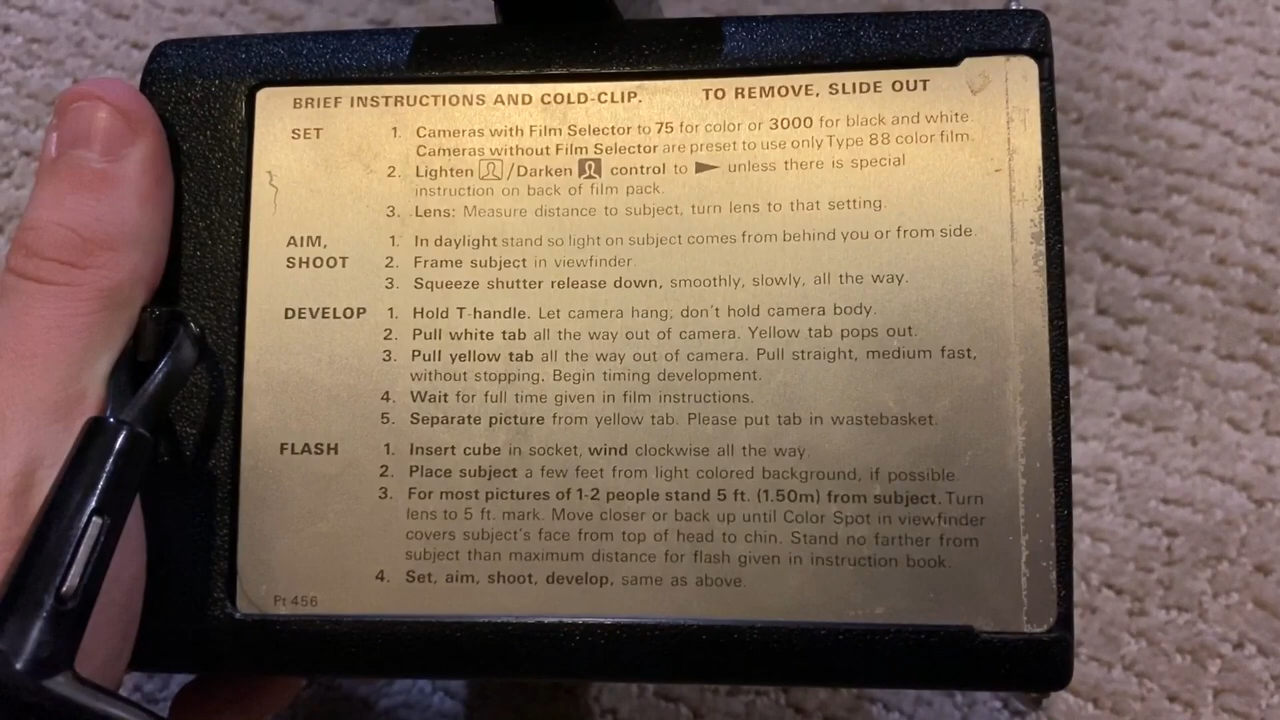 BRIEF INSTRUCTIONS AND COLD-CLIP. TO REMOVE, SLIDE OUT
SET 1. Cameras with Film Selector to 75 for color or 3000 for black and white.
Cameras without Film Selector are preset to use only Type 88 color film.
2. Lighten /Darken control to ► unless there is special
instruction on back of film pack.
3. Lens: Measure distance to subject, turn lens to that setting.
AIM, 1. In daylight stand so light on subject comes from behind you or from side.
SHOOT 2. Frame subject in viewfinder.
3. Squeeze shutter release down, smoothly, slowly, all the way.
DEVELOP 1. Hold T-handle. Let camera hang; don't hold camera body.
2. Pull white tab all the way out of camera. Yellow tab pops out.
3. Pull yellow tab all the way out of camera. Pull straight, medium fast,
without stopping. Begin timing development.
4. Wait for full time given in film instructions.
5. Separate picture from yellow tab. Please put tab in wastebasket.
FLASH 1. Insert cube in socket, wind clockwise all the way.
2. Place subject a few feet from light colored background, if possible.
3. For most pictures of 1-2 people stand 5 ft. (1.50m) from subject. Turn
lens to 5 ft. mark. Move closer or back up until Color Spot in viewfinder
covers subject's face from top of head to chin. Stand no farther from
subject than maximum distance for flash given in instruction book.
4. Set, aim, shoot, develop, same as above.
Pt 456